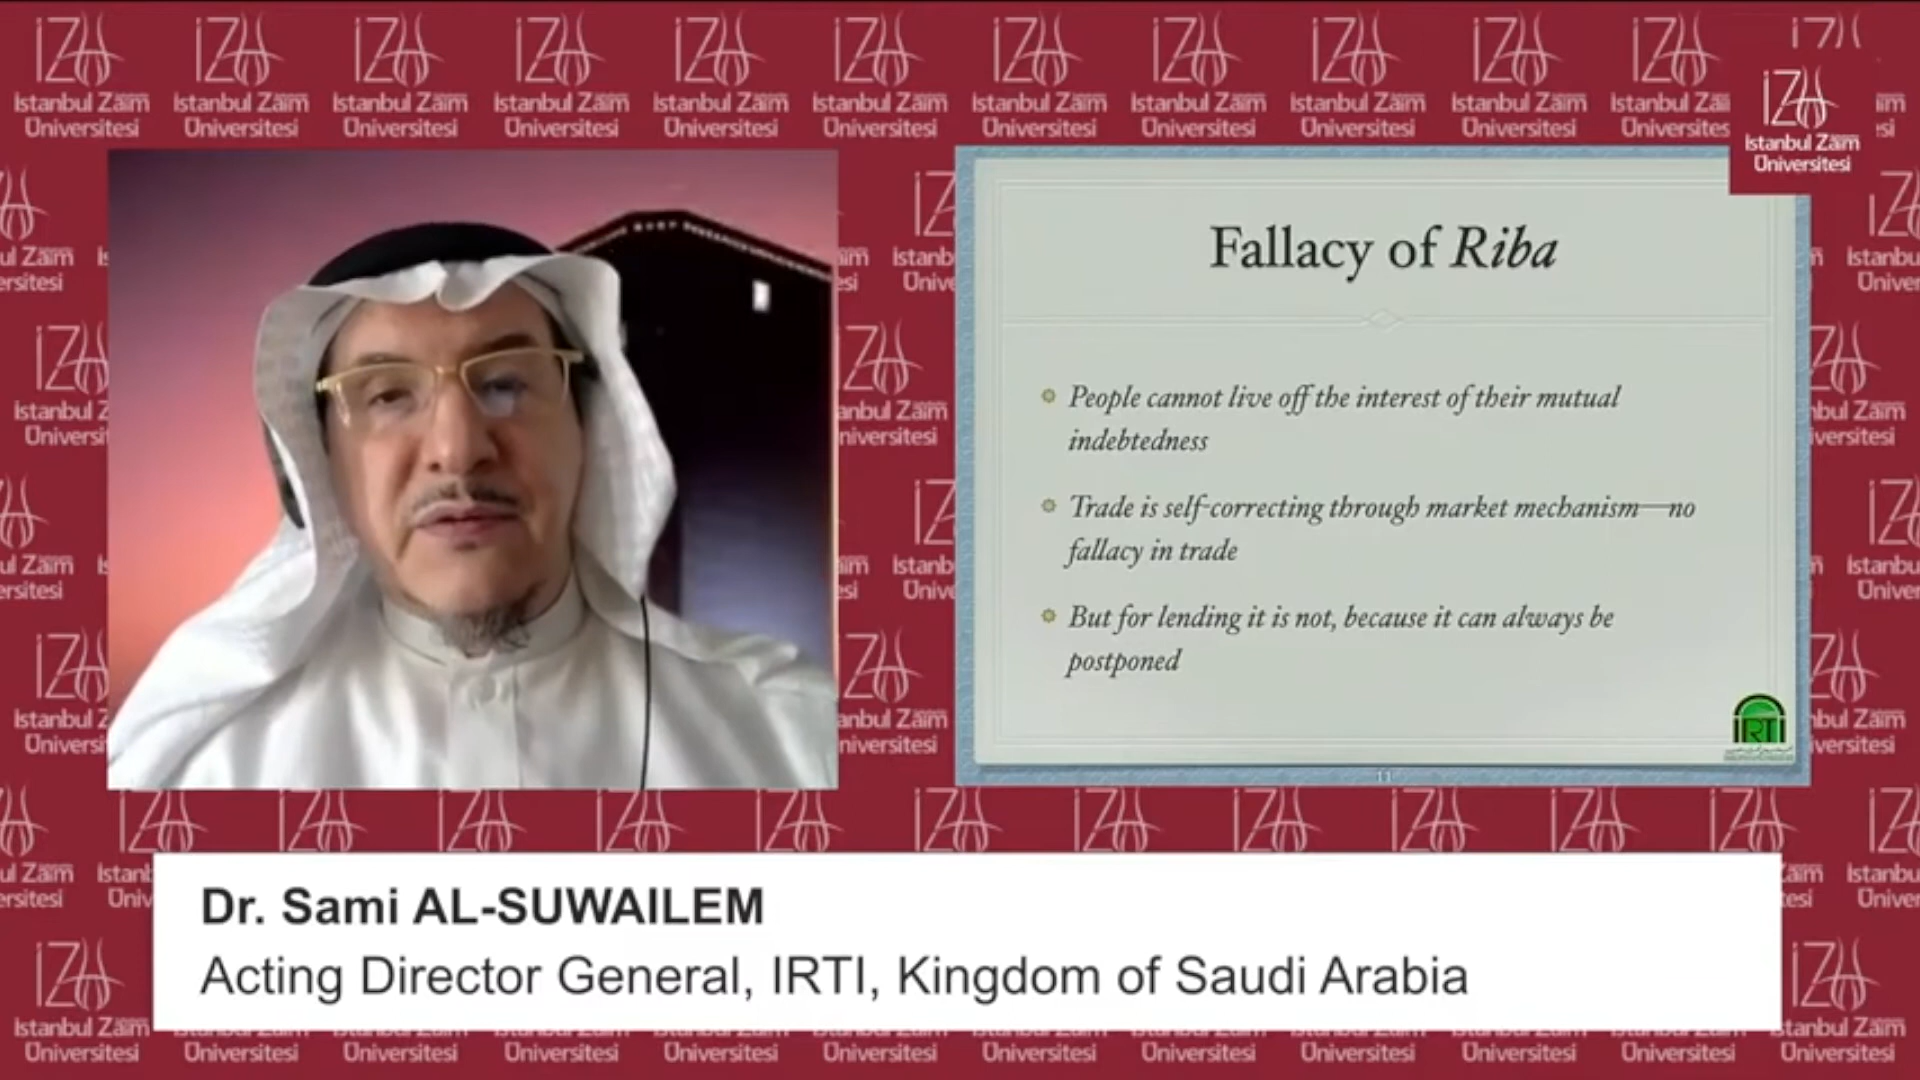 İZÜ
İstanbul Zaim
Üniversitesi
Fallacy of Riba
People cannot live off the interest of their mutual
indebtedness
Trade is self-correcting through market mechanism—no
fallacy in trade
But for lending it is not, because it can always be
postponed
IRTI
11
Dr. Sami AL-SUWAILEM
Acting Director General, IRTI, Kingdom of Saudi Arabia